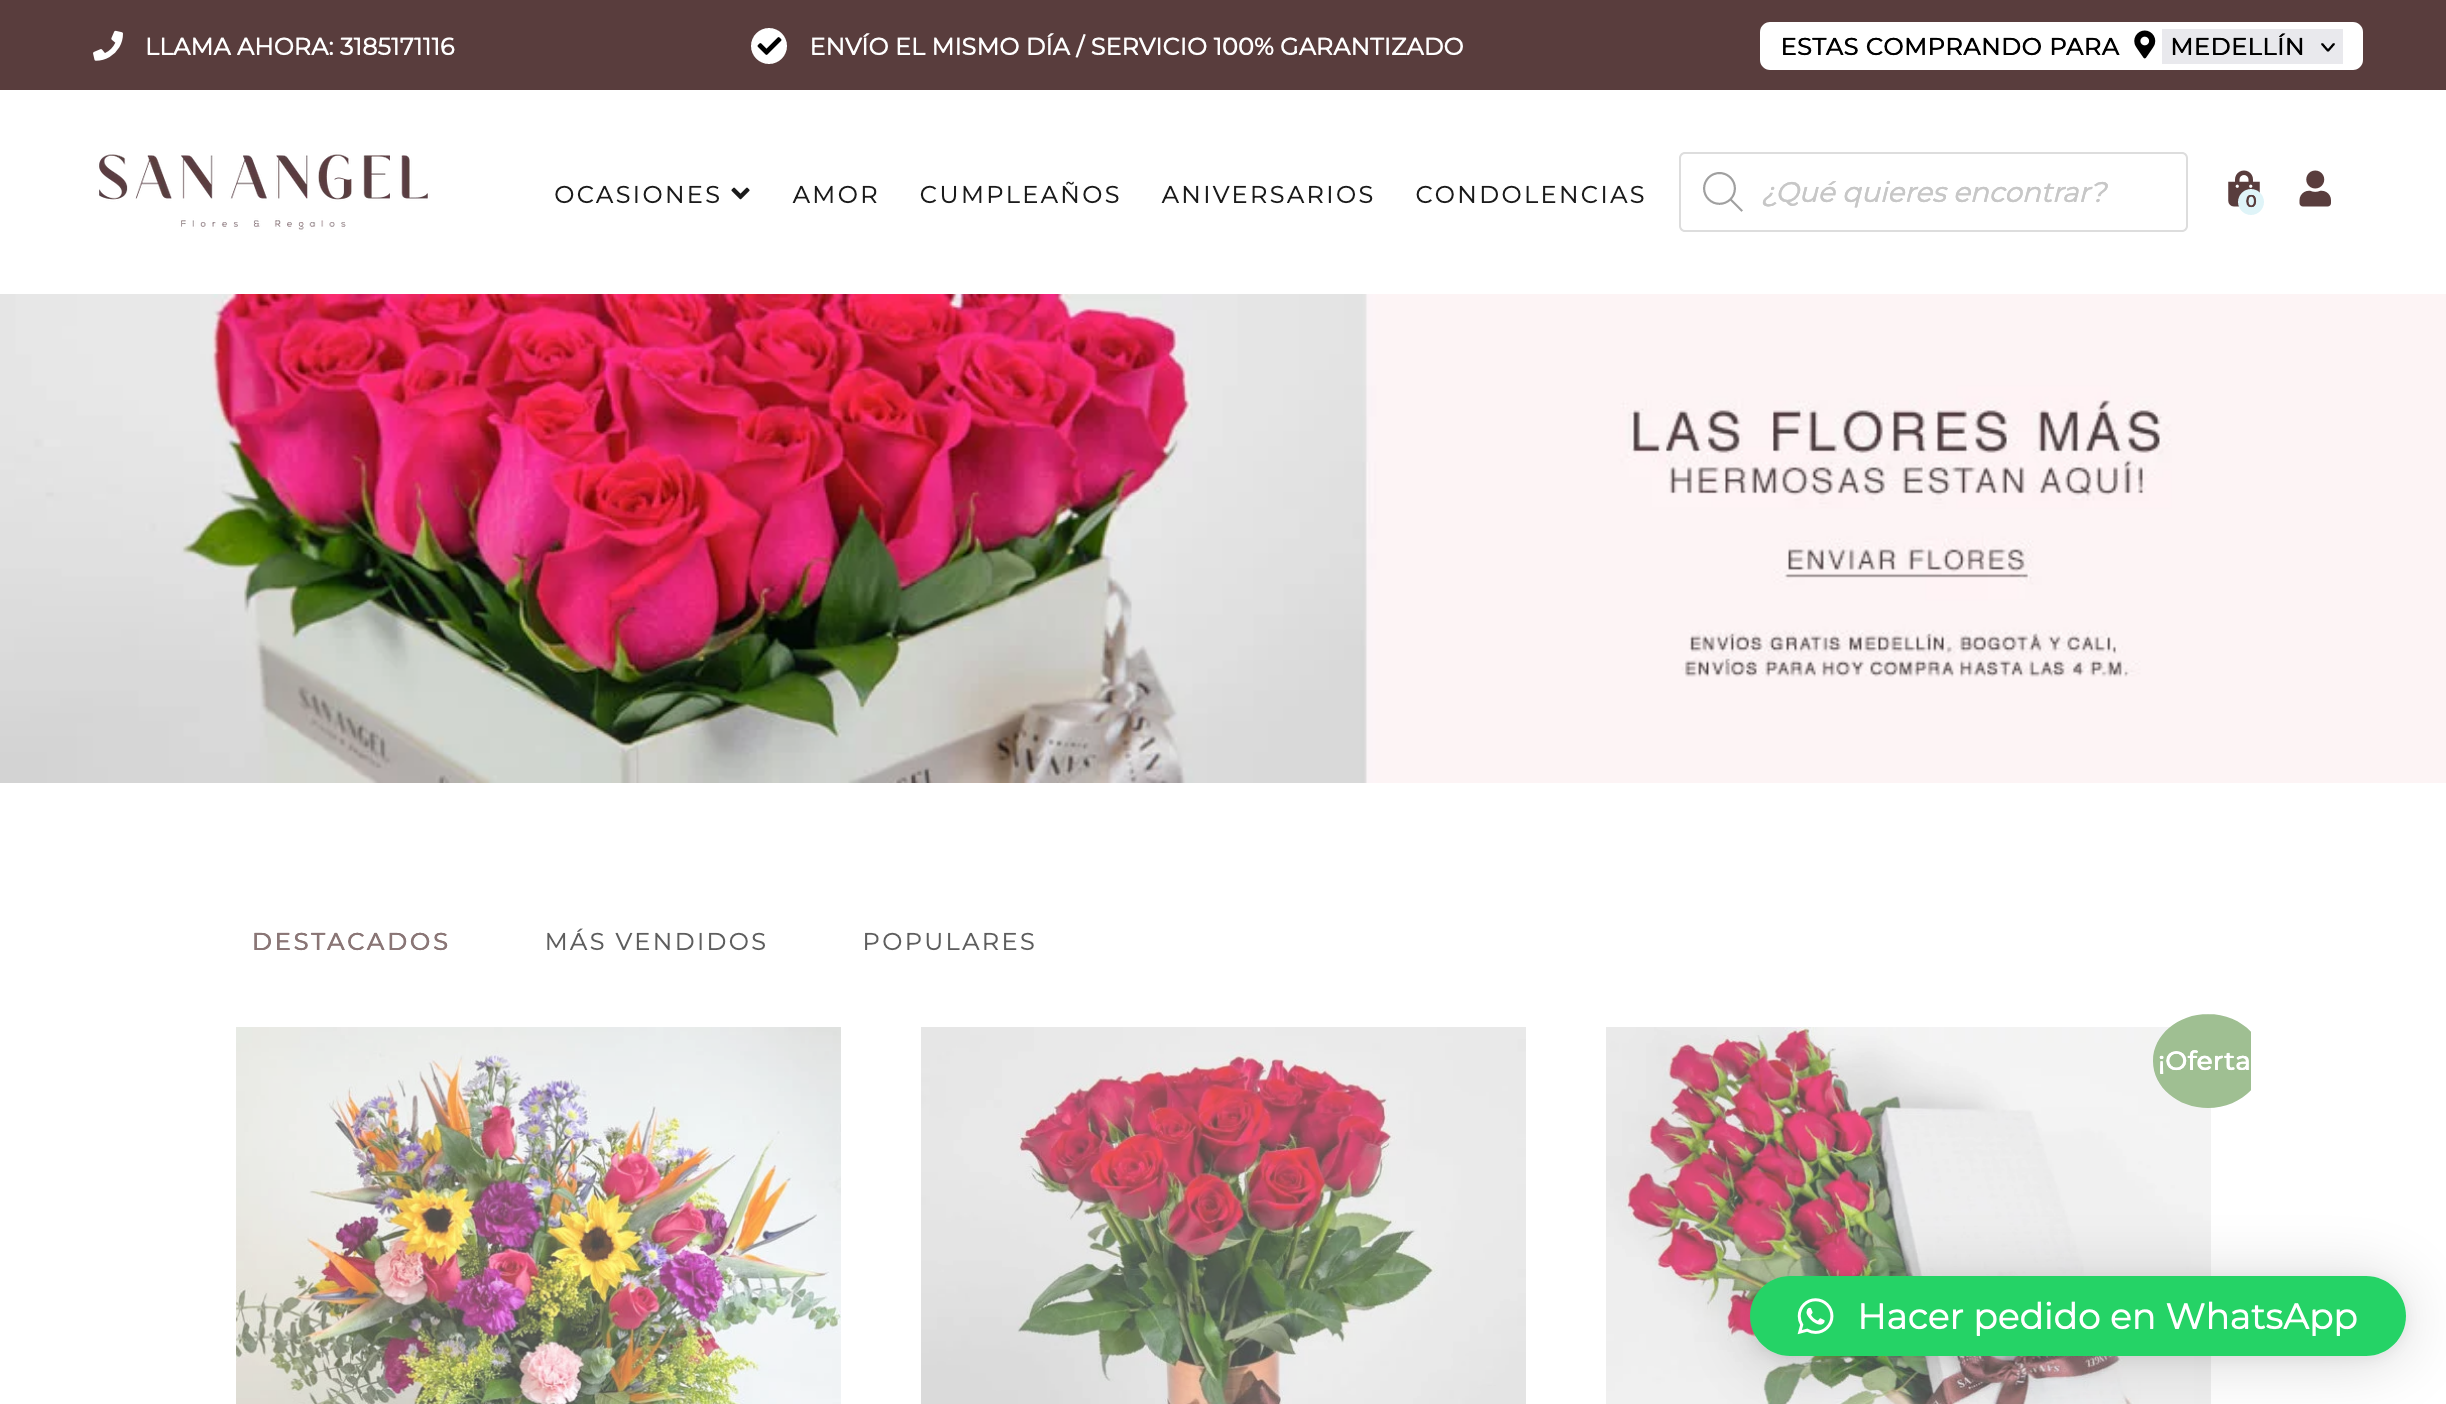 LLAMA AHORA: 3185171116
ENVÍO EL MISMO DÍA / SERVICIO 100% GARANTIZADO
ESTAS COMPRANDO PARA MEDELLÍN
SAN ANGEL
Flores & Regalos
OCASIONES AMOR CUMPLEAÑOS ANIVERSARIOS CONDOLENCIAS
¿Qué quieres encontrar?
0
LAS FLORES MÁS
HERMOSAS ESTAN AQUÍ!
ENVIAR FLORES
ENVÍOS GRATIS MEDELLÍN, BOGOTÁ Y CALI,
ENVÍOS PARA HOY COMPRA HASTA LAS 4 P.M.
SAN ANGEL
DESTACADOS MÁS VENDIDOS POPULARES
¡Oferta
Hacer pedido en WhatsApp